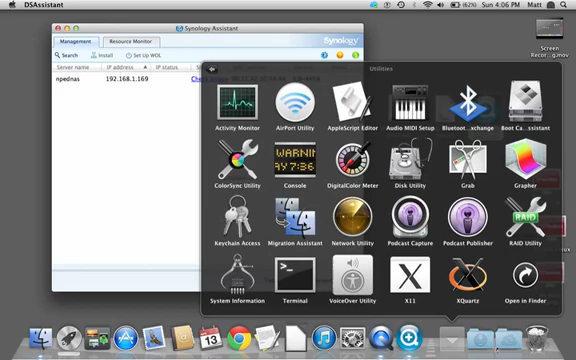 DSAssistant
(62%) Sun 4:06 PM Matt
Synology Assistant
Management
Resource Monitor
Synology
Search
Install
Set Up WOL
Server name
IP address
IP status
npednas
192.168.1.169
Utilities
Activity Monitor
AirPort Utility
AppleScript Editor
Audio MIDI Setup
Bluetoot...xchange
Boot Ca...ssistant
ColorSync Utility
WARNIN
AY 7:36
Console
DigitalColor Meter
Disk Utility
Grab
Grapher
Keychain Access
Migration Assistant
Network Utility
Podcast Capture
Podcast Publisher
RAID
RAID Utility
System Information
Terminal
VoiceOver Utility
X
X11
XQuartz
Open in Finder
Screen
Recor...g.mov
13